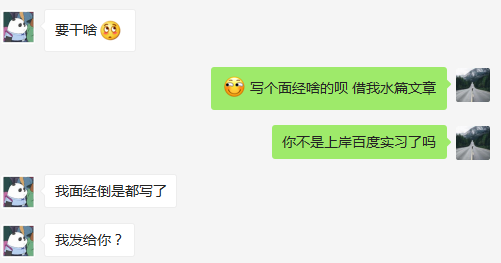 要干啥
写个面经啥的呗 借我水篇文章
你不是上岸百度实习了吗
我面经倒是都写了
我发给你？